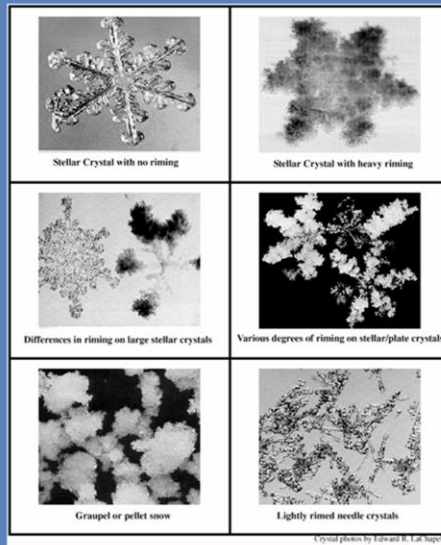 Stellar Crystal with no riming
Stellar Crystal with heavy riming
Differences in riming on large stellar crystals
Various degrees of riming on stellar/plate crystals
Graupel or pellet snow
Lightly rimed needle crystals
Crystal photos by Edward R. LaChapel